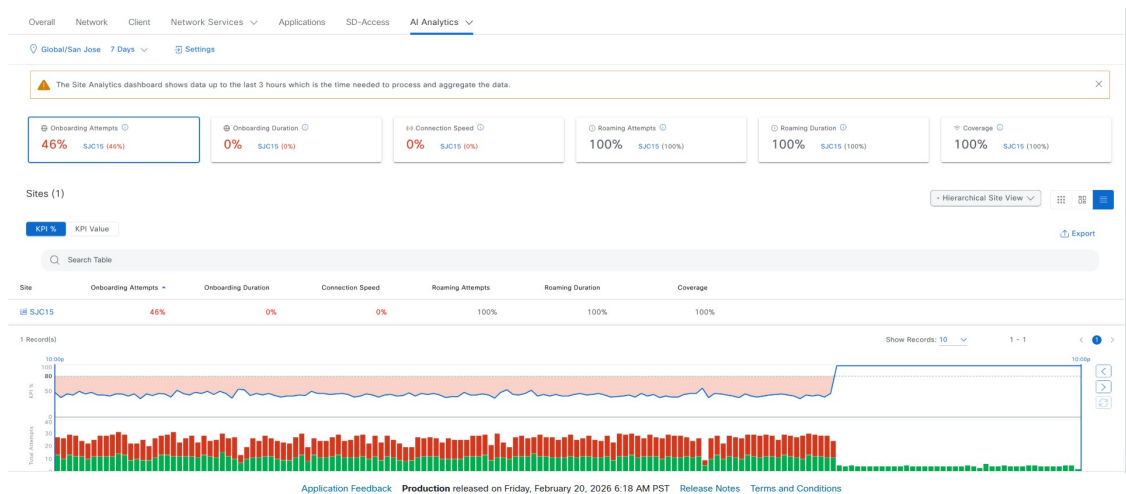 Overall Network Client Network Services Applications SD-Access AI Analytics
Global/San Jose 7 Days Settings
The Site Analytics dashboard shows data up to the last 3 hours which is the time needed to process and aggregate the data.
Onboarding Attempts
46% SJC15 (46%)
Onboarding Duration
0% SJC15 (0%)
Connection Speed
0% SJC15 (0%)
Roaming Attempts
100% SJC15 (100%)
Roaming Duration
100% SJC15 (100%)
Coverage
100% SJC15 (100%)
Sites (1)
- Hierarchical Site View
KPI % KPI Value
Export
Search Table
Site Onboarding Attempts Onboarding Duration Connection Speed Roaming Attempts Roaming Duration Coverage
SJC15 46% 0% 0% 100% 100% 100%
1 Record(s) Show Records: 10 1 - 1 1
10:00p 10:00p
100
80
50
0
KPI %
40
30
20
10
0
Total Attempts
Application Feedback Production released on Friday, February 20, 2026 6:18 AM PST Release Notes Terms and Conditions